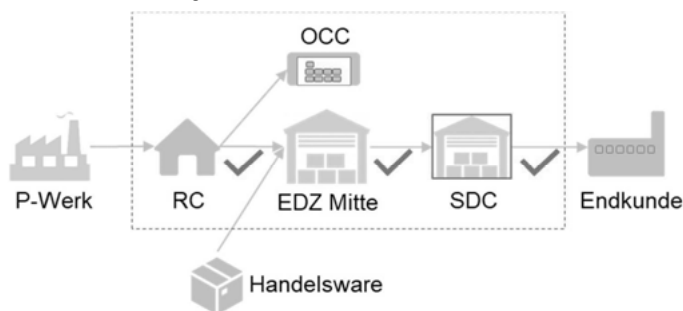 OCC
P-Werk
RC
EDZ Mitte
SDC
Endkunde
Handelsware